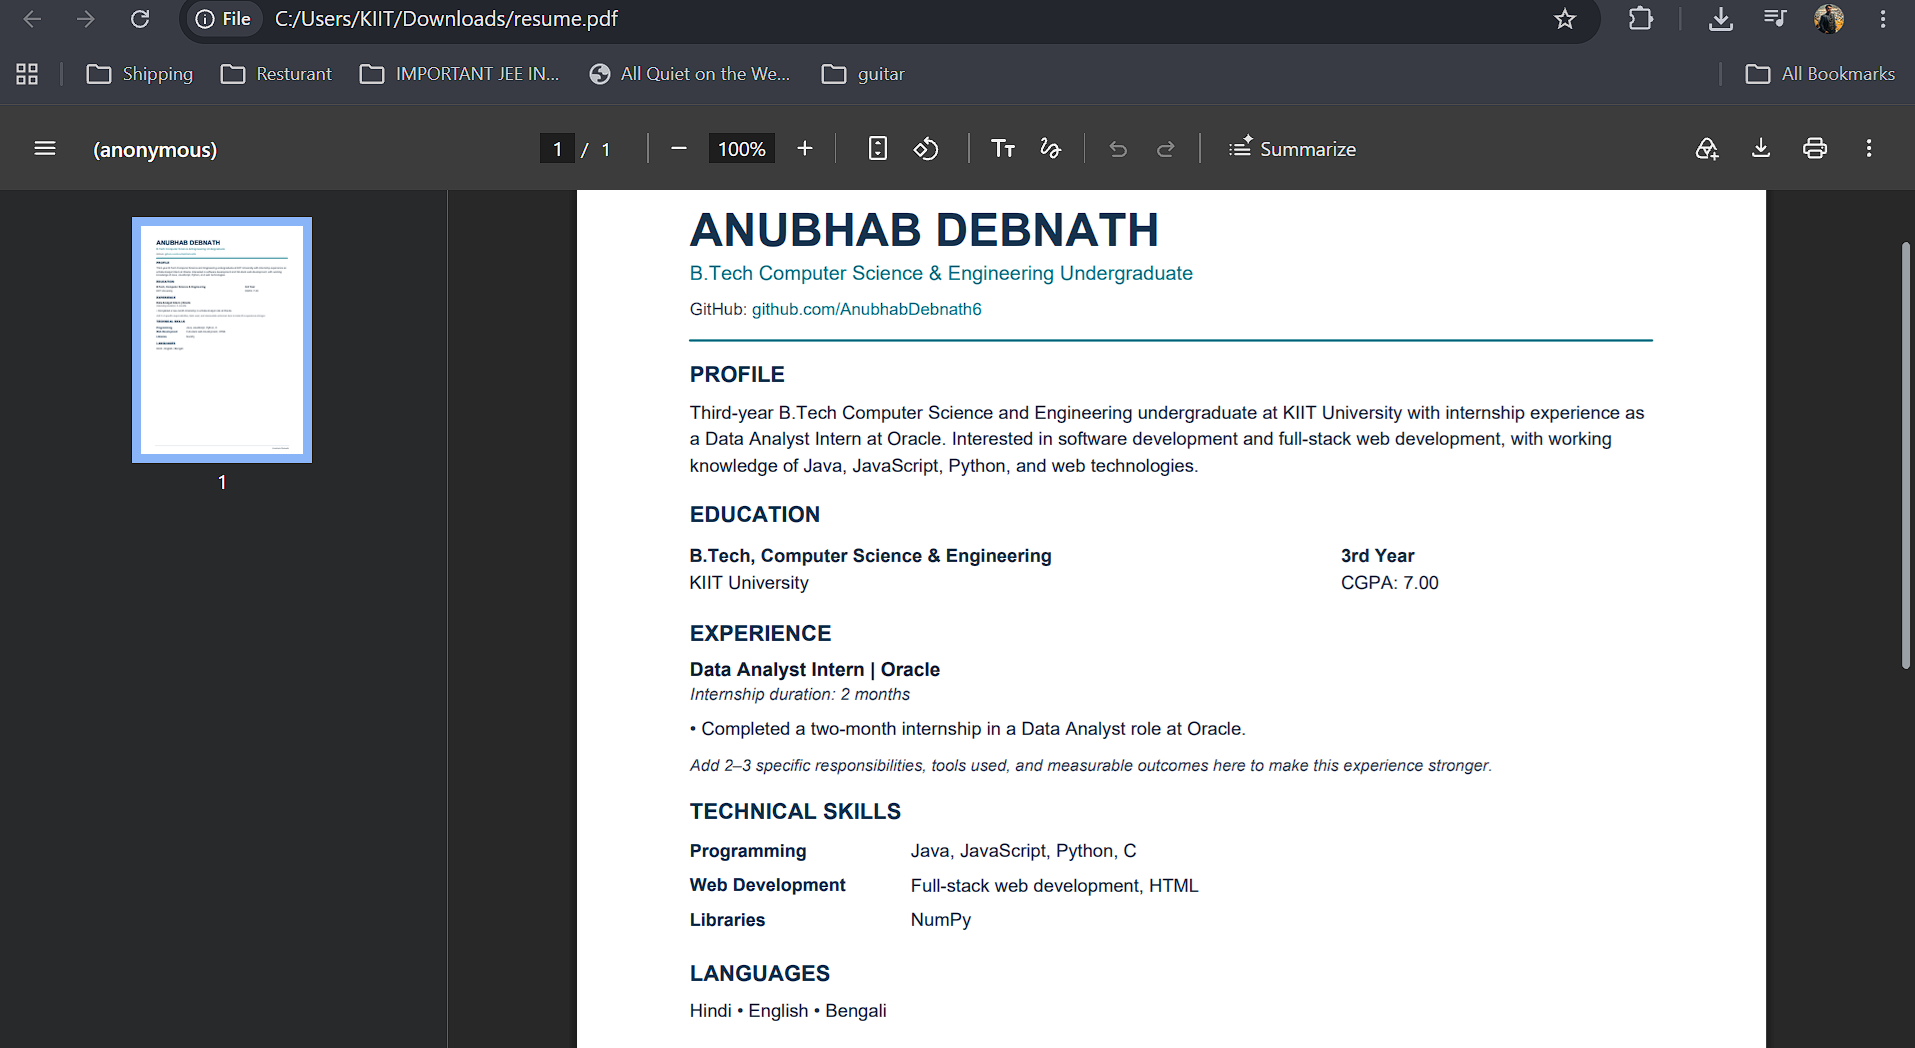 File
C:/Users/KIIT/Downloads/resume.pdf
Shipping
Resturant
IMPORTANT JEE IN...
All Quiet on the We...
guitar
All Bookmarks
(anonymous)
1 / 1
100%
Summarize
1
ANUBHAB DEBNATH
B.Tech Computer Science & Engineering Undergraduate
GitHub: github.com/AnubhabDebnath6
PROFILE
Third-year B.Tech Computer Science and Engineering undergraduate at KIIT University with internship experience as
a Data Analyst Intern at Oracle. Interested in software development and full-stack web development, with working
knowledge of Java, JavaScript, Python, and web technologies.
EDUCATION
B.Tech, Computer Science & Engineering 3rd Year
KIIT University CGPA: 7.00
EXPERIENCE
Data Analyst Intern | Oracle
Internship duration: 2 months
• Completed a two-month internship in a Data Analyst role at Oracle.
Add 2–3 specific responsibilities, tools used, and measurable outcomes here to make this experience stronger.
TECHNICAL SKILLS
Programming Java, JavaScript, Python, C
Web Development Full-stack web development, HTML
Libraries NumPy
LANGUAGES
Hindi • English • Bengali